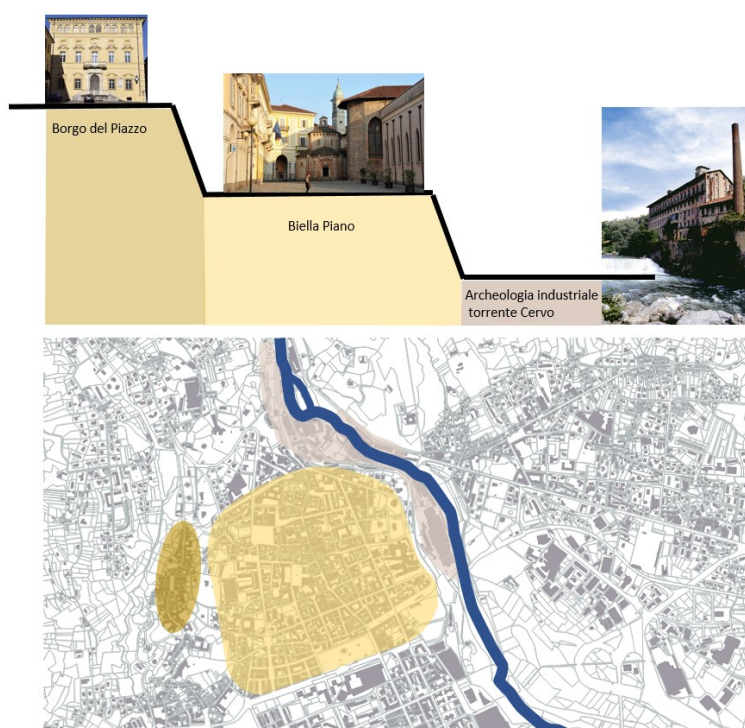 Borgo del Piazzo
Biella Piano
Archeologia industriale
torrente Cervo